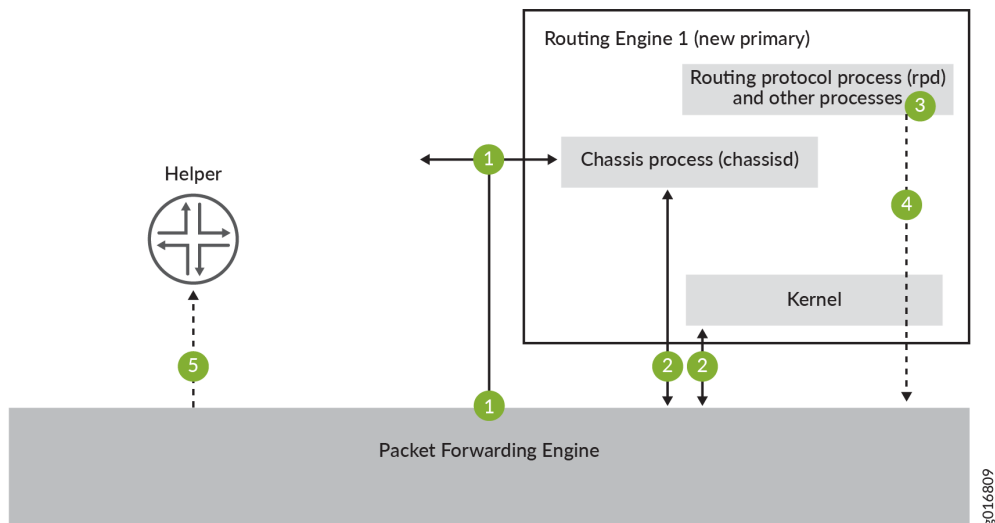 Routing Engine 1 (new primary)
Routing protocol process (rpd)
and other processes
3
1
Chassis process (chassisd)
Helper
4
Kernel
5
2
2
1
Packet Forwarding Engine
g016809